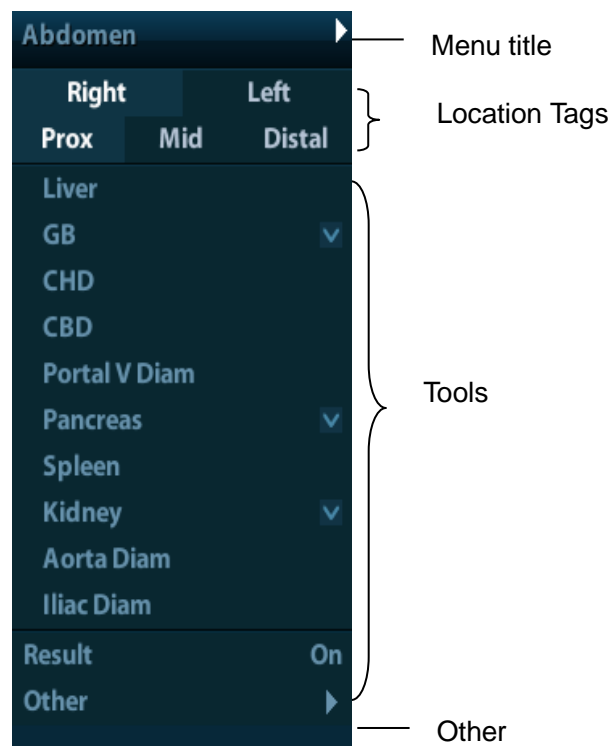 Abdomen
Menu title
Right Left
Location Tags
Prox Mid Distal
Liver
GB
CHD
CBD
Portal V Diam
Tools
Pancreas
Spleen
Kidney
Aorta Diam
Iliac Diam
Result On
Other
Other